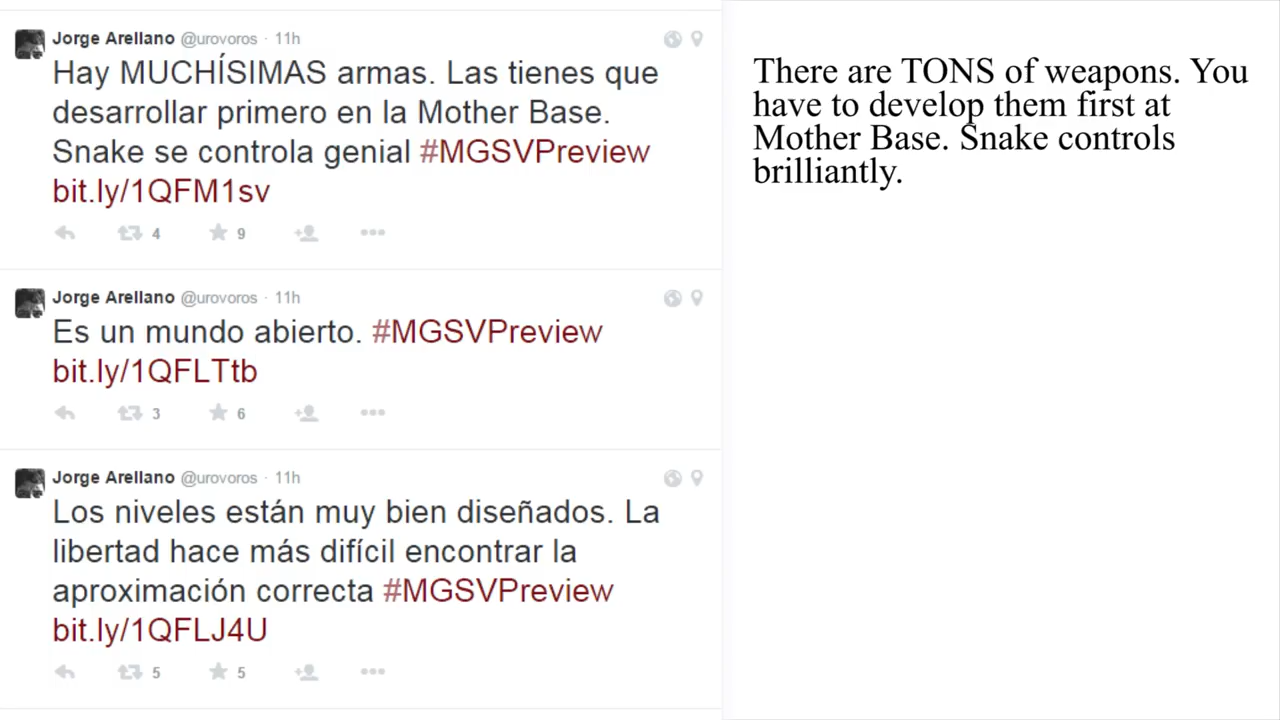 Jorge Arellano @urovoros · 11h
Hay MUCHÍSIMAS armas. Las tienes que
desarrollar primero en la Mother Base.
Snake se controla genial #MGSVPreview
bit.ly/1QFM1sv
4 9
Jorge Arellano @urovoros · 11h
Es un mundo abierto. #MGSVPreview
bit.ly/1QFLTtb
3 6
Jorge Arellano @urovoros · 11h
Los niveles están muy bien diseñados. La
libertad hace más difícil encontrar la
aproximación correcta #MGSVPreview
bit.ly/1QFLJ4U
5 5
There are TONS of weapons. You
have to develop them first at
Mother Base. Snake controls
brilliantly.